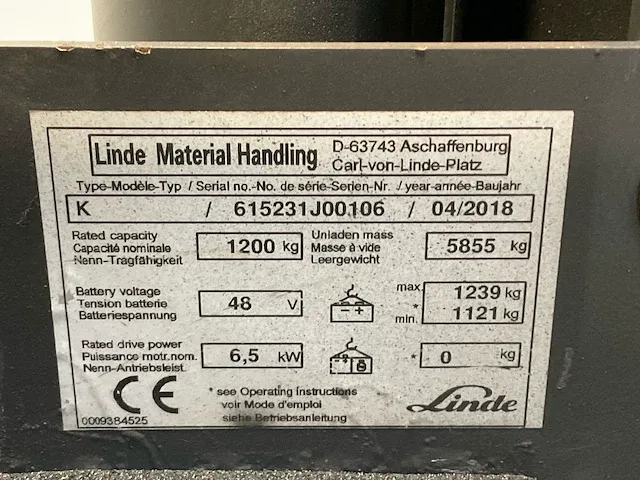 Linde Material Handling D-63743 Aschaffenburg
Carl-von-Linde-Platz
Type-Modèle-Typ / Serial no.-No. de série-Serien-Nr. / year-année-Baujahr
K / 615231J00106 / 04/2018
Rated capacity
Capacité nominale
Nenn-Tragfähigkeit
1200 kg
Unladen mass
Masse à vide
Leergewicht
5855 kg
Battery voltage
Tension batterie
Batteriespannung
48 V
- +
max. 1239 kg
*
min. 1121 kg
Rated drive power
Puissance motr.nom.
Nenn-Antriebsleist.
6,5 kW
* 0 kg
CE
0009384525
* see Operating instructions
voir Mode d'emploi
siehe Betriebsanleitung
Linde